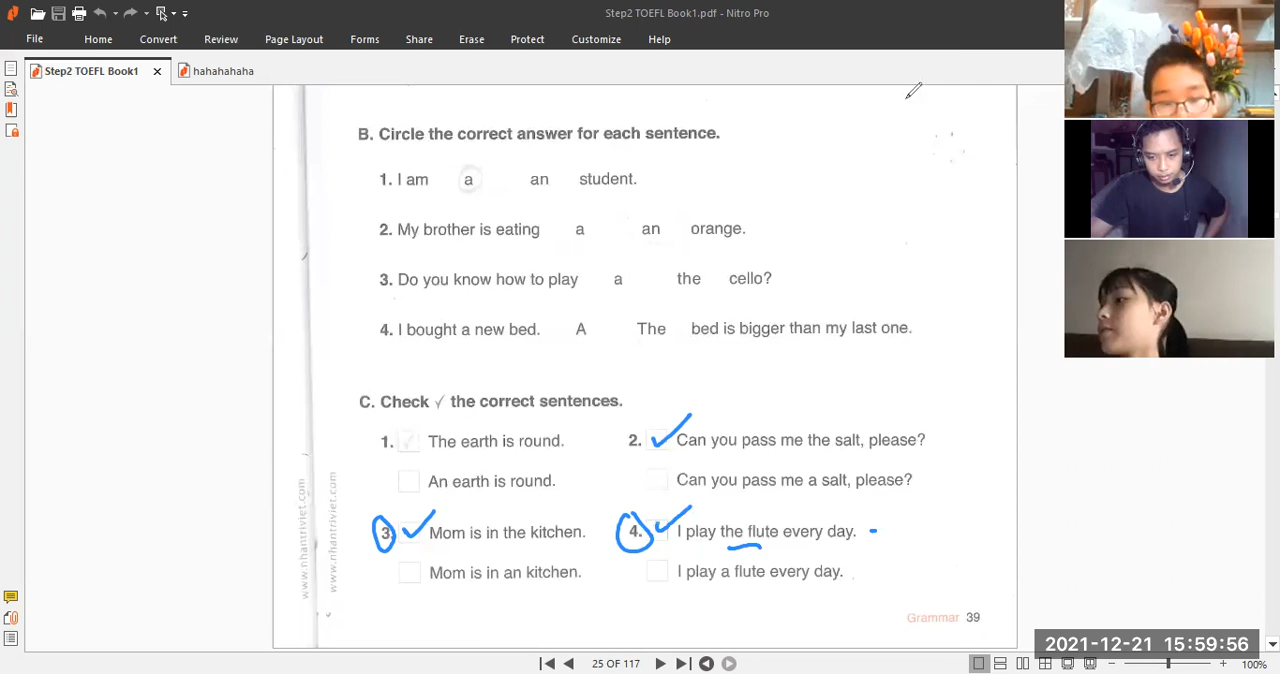 Step2 TOEFL Book1.pdf - Nitro Pro
File Home Convert Review Page Layout Forms Share Erase Protect Customize Help
Step2 TOEFL Book1 × hahahahaha
B. Circle the correct answer for each sentence.
1. I am a an student.
2. My brother is eating a an orange.
3. Do you know how to play a the cello?
4. I bought a new bed. A The bed is bigger than my last one.
C. Check √ the correct sentences.
1. The earth is round. 2. Can you pass me the salt, please?
An earth is round. Can you pass me a salt, please?
3. Mom is in the kitchen. 4. I play the flute every day.
Mom is in an kitchen. I play a flute every day.
www.nhantriviet.com
www.nhantriviet.com
Grammar 39
2021-12-21 15:59:56
25 OF 117
100%